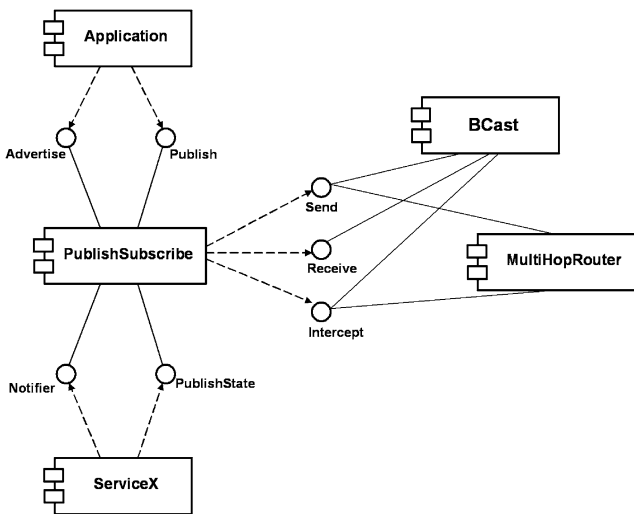 Application
BCast
Advertise
Publish
Send
PublishSubscribe
Receive
MultiHopRouter
Intercept
Notifier
PublishState
ServiceX